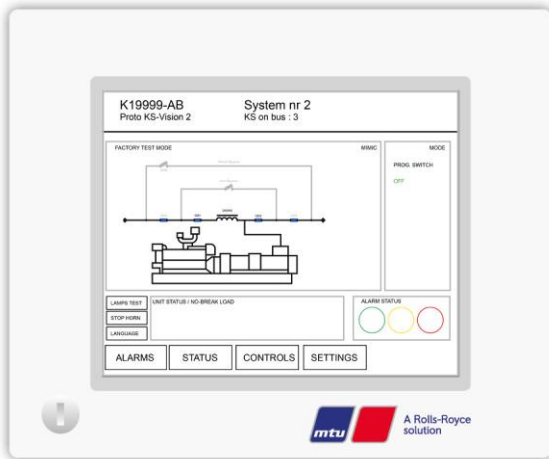 K19999-AB
Proto KS-Vision 2
System nr 2
KS on bus : 3
FACTORY TEST MODE
MIMIC
MODE
PROG. SWITCH
OFF
LAMPS TEST
STOP HORN
LANGUAGE
UNIT STATUS / NO-BREAK LOAD
ALARM STATUS
ALARMS
STATUS
CONTROLS
SETTINGS
mtu
A Rolls-Royce
solution